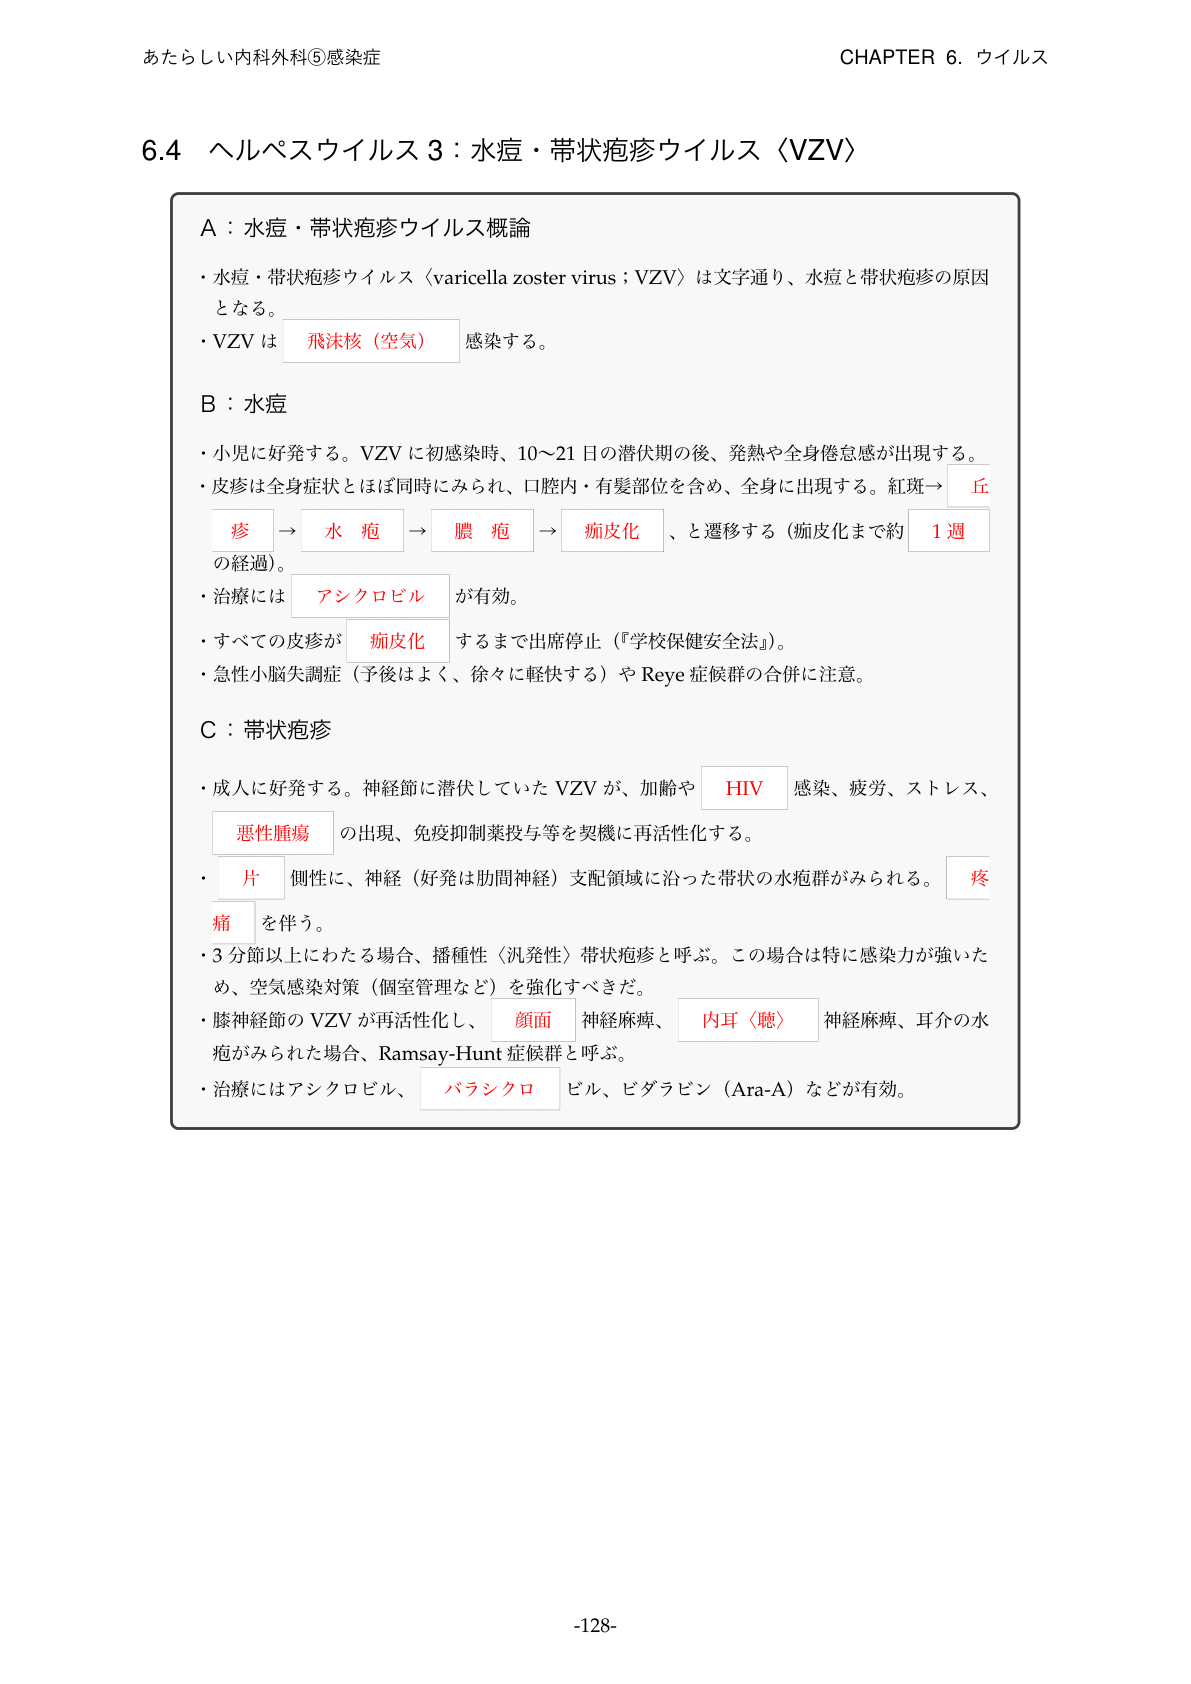 あたらしい内科外科⑤感染症 CHAPTER 6. ウイルス
6.4 ヘルペスウイルス 3：水痘・帯状疱疹ウイルス〈VZV〉
A：水痘・帯状疱疹ウイルス概論
・水痘・帯状疱疹ウイルス〈varicella zoster virus；VZV〉は文字通り、水痘と帯状疱疹の原因
となる。
・VZV は 飛沫核（空気） 感染する。
B：水痘
・小児に好発する。VZV に初感染時、10〜21 日の潜伏期の後、発熱や全身倦怠感が出現する。
・皮疹は全身症状とほぼ同時にみられ、口腔内・有髪部位を含め、全身に出現する。紅斑→ 丘
疹 → 水 疱 → 膿 疱 → 痂皮化 、と遷移する（痂皮化まで約 1 週
の経過）。
・治療には アシクロビル が有効。
・すべての皮疹が 痂皮化 するまで出席停止（『学校保健安全法』）。
・急性小脳失調症（予後はよく、徐々に軽快する）や Reye 症候群の合併に注意。
C：帯状疱疹
・成人に好発する。神経節に潜伏していた VZV が、加齢や HIV 感染、疲労、ストレス、
悪性腫瘍 の出現、免疫抑制薬投与等を契機に再活性化する。
・ 片 側性に、神経（好発は肋間神経）支配領域に沿った帯状の水疱群がみられる。 疼
痛 を伴う。
・3 分節以上にわたる場合、播種性〈汎発性〉帯状疱疹と呼ぶ。この場合は特に感染力が強いた
め、空気感染対策（個室管理など）を強化すべきだ。
・膝神経節の VZV が再活性化し、 顔面 神経麻痺、 内耳〈聴〉 神経麻痺、耳介の水
疱がみられた場合、Ramsay-Hunt 症候群と呼ぶ。
・治療にはアシクロビル、 バラシクロ ビル、ビダラビン（Ara-A）などが有効。
-128-